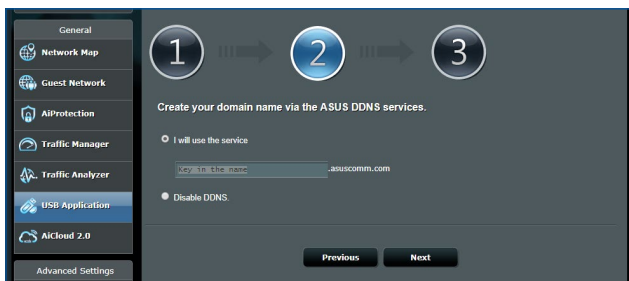 General
Network Map
Guest Network
AiProtection
Traffic Manager
Traffic Analyzer
USB Application
AiCloud 2.0
Advanced Settings
1
2
3
Create your domain name via the ASUS DDNS services.
I will use the service
Key in the name .asuscomm.com
Disable DDNS.
Previous Next